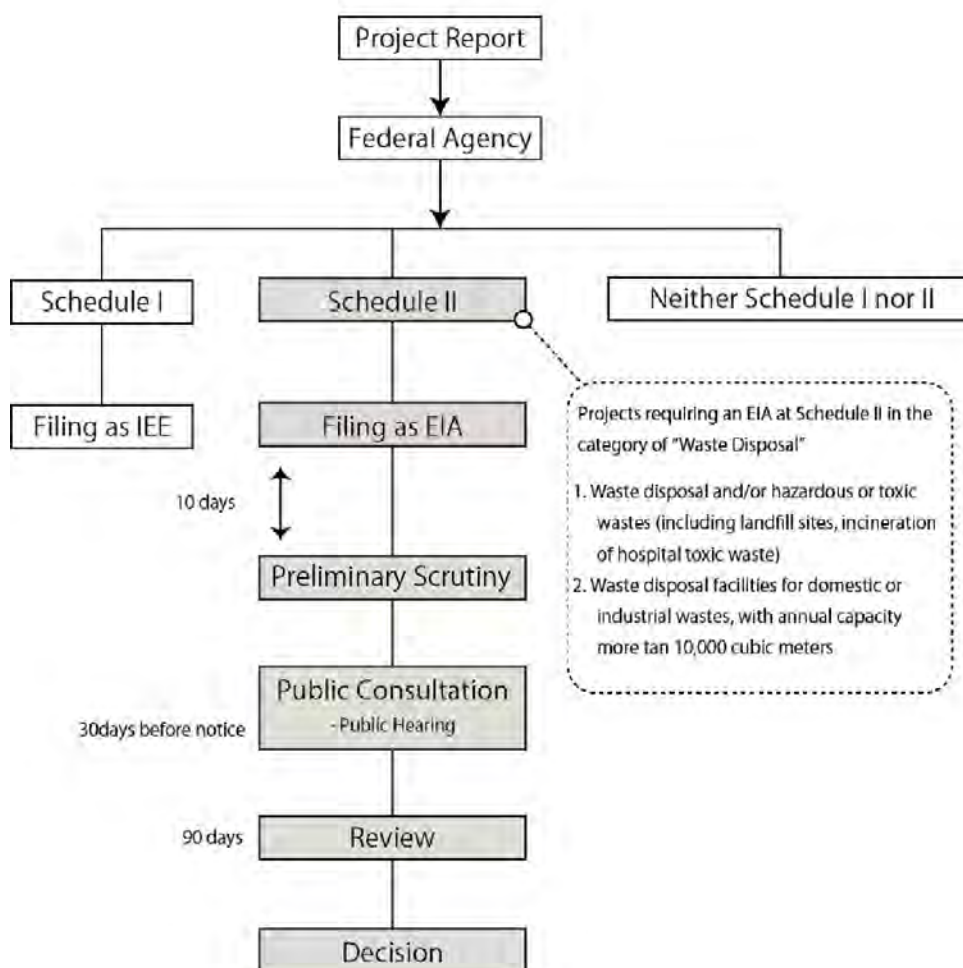 Project Report
Federal Agency
Schedule I
Schedule II
Neither Schedule I nor II
Filing as IEE
Filing as EIA
Projects requiring an EIA at Schedule II in the
category of "Waste Disposal"
1. Waste disposal and/or hazardous or toxic
wastes (including landfill sites, incineration
of hospital toxic waste)
2. Waste disposal facilities for domestic or
industrial wastes, with annual capacity
more tan 10,000 cubic meters
10 days
Preliminary Scrutiny
Public Consultation
- Public Hearing
30days before notice
90 days
Review
Decision